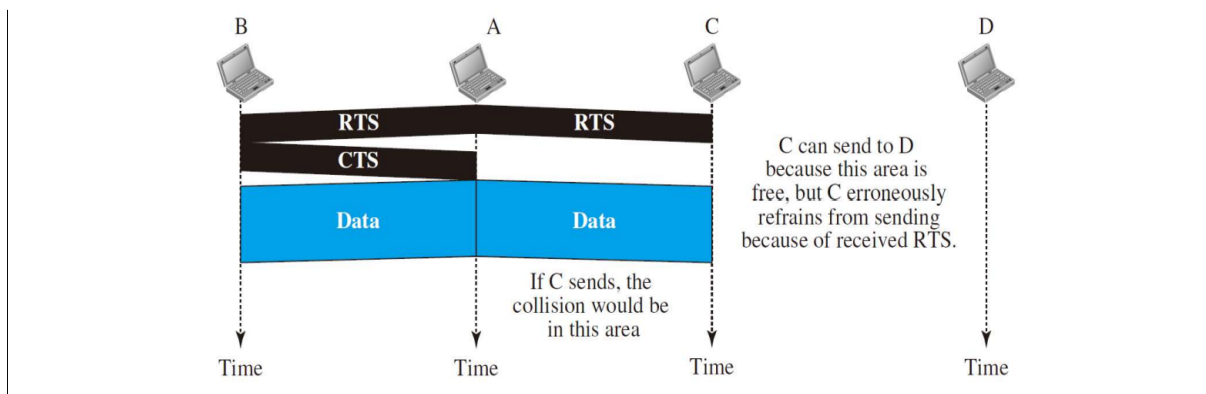 B
A
C
D
RTS
RTS
CTS
Data
Data
C can send to D
because this area is
free, but C erroneously
refrains from sending
because of received RTS.
If C sends, the
collision would be
in this area
Time
Time
Time
Time